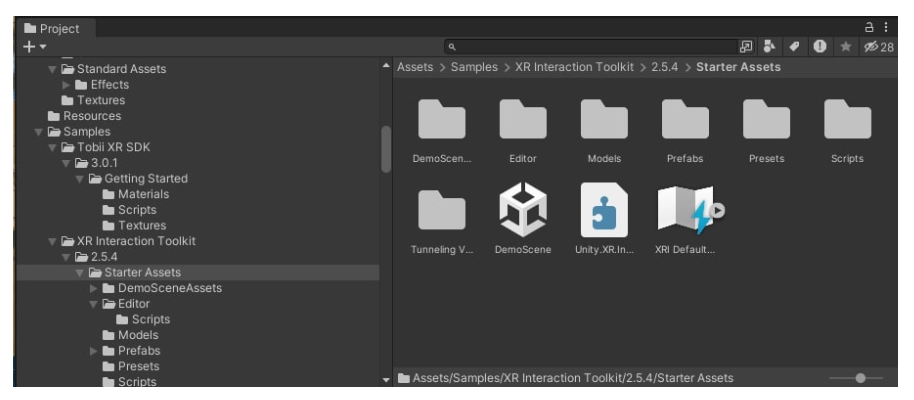 Project
28
Standard Assets
Effects
Textures
Resources
Samples
Tobii XR SDK
3.0.1
Getting Started
Materials
Scripts
Textures
XR Interaction Toolkit
2.5.4
Starter Assets
DemoSceneAssets
Editor
Scripts
Models
Prefabs
Presets
Scripts
Assets > Samples > XR Interaction Toolkit > 2.5.4 > Starter Assets
DemoScen... Editor Models Prefabs Presets Scripts
Tunneling V... DemoScene Unity.XR.In... XRI Default...
Assets/Samples/XR Interaction Toolkit/2.5.4/Starter Assets